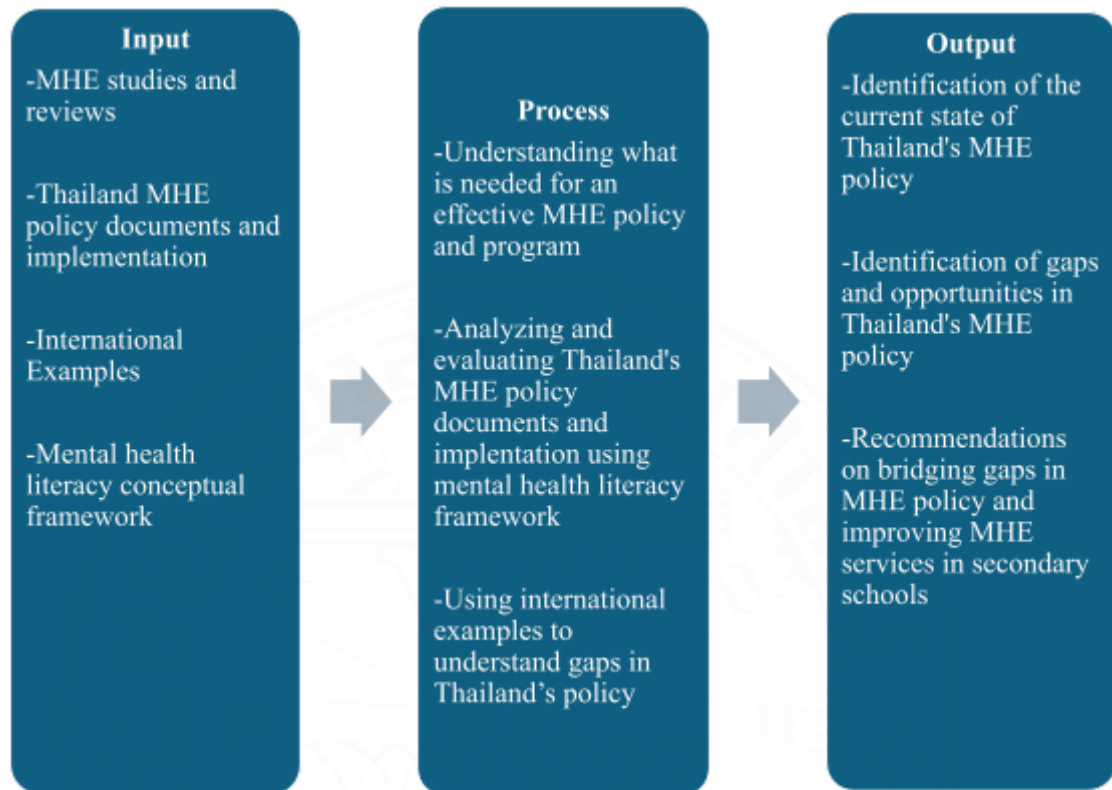 Input
-MHE studies and
reviews
-Thailand MHE
policy documents and
implementation
-International
Examples
-Mental health
literacy conceptual
framework
Process
-Understanding what
is needed for an
effective MHE policy
and program
-Analyzing and
evaluating Thailand's
MHE policy
documents and
implentation using
mental health literacy
framework
-Using international
examples to
understand gaps in
Thailand’s policy
Output
-Identification of the
current state of
Thailand's MHE
policy
-Identification of gaps
and opportunities in
Thailand's MHE
policy
-Recommendations
on bridging gaps in
MHE policy and
improving MHE
services in secondary
schools